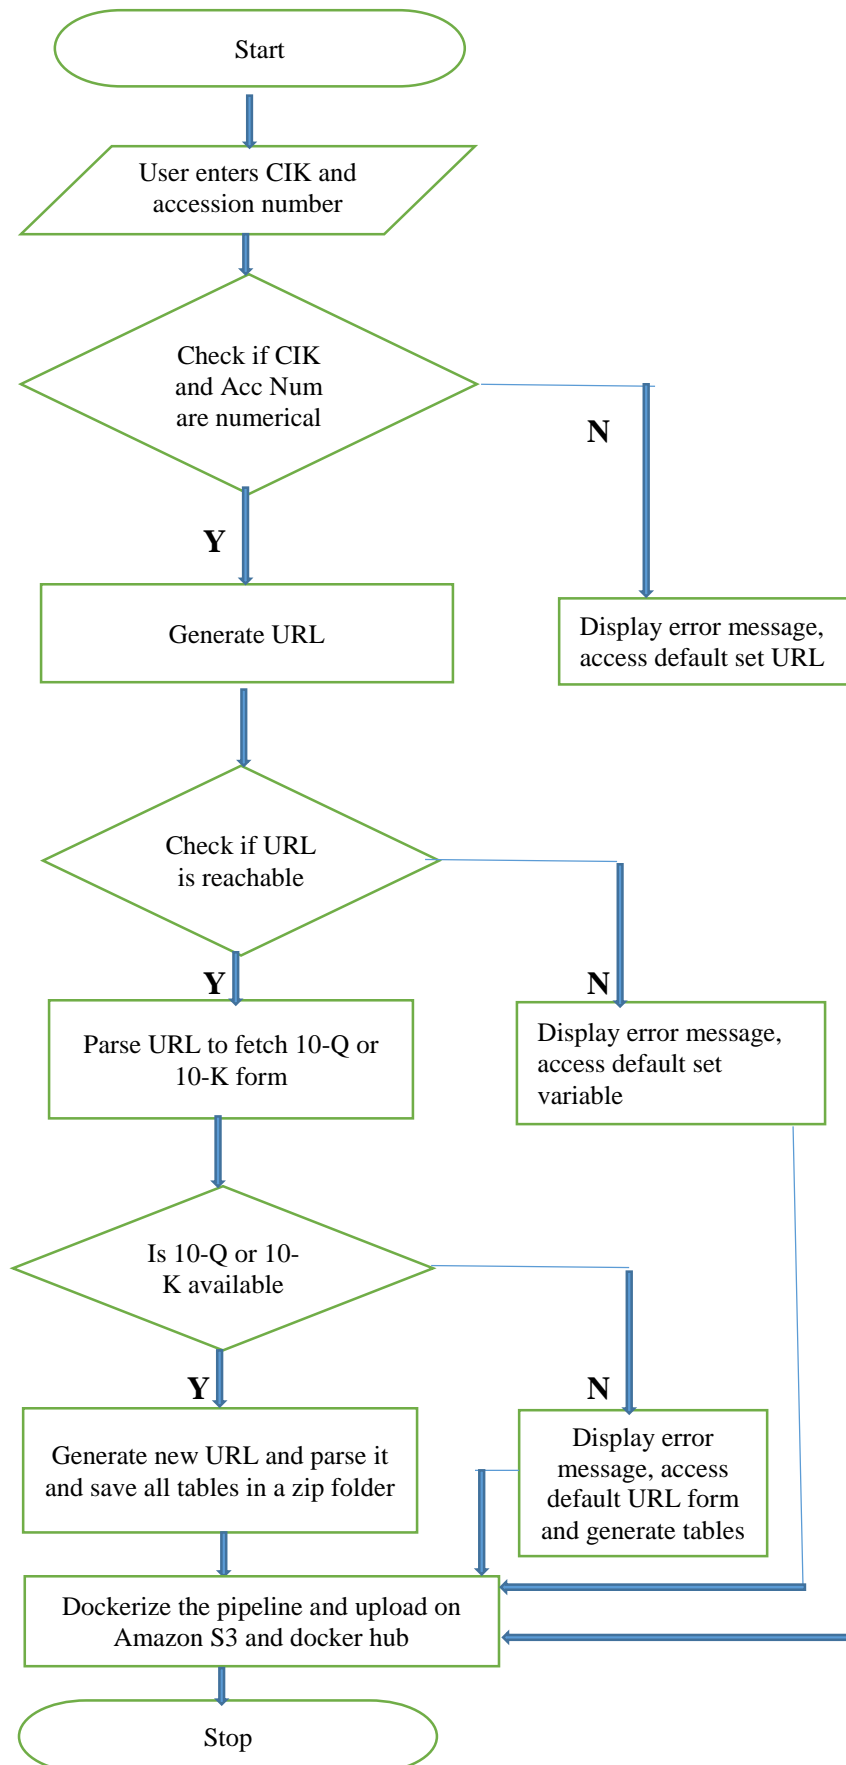 Start
User enters CIK and
accession number
Check if CIK
and Acc Num
are numerical
N
Y
Generate URL
Display error message,
access default set URL
Check if URL
is reachable
Y
N
Parse URL to fetch 10-Q or
10-K form
Display error message,
access default set
variable
Is 10-Q or 10-
K available
Y
N
Generate new URL and parse it
and save all tables in a zip folder
Display error
message, access
default URL form
and generate tables
Dockerize the pipeline and upload on
Amazon S3 and docker hub
Stop